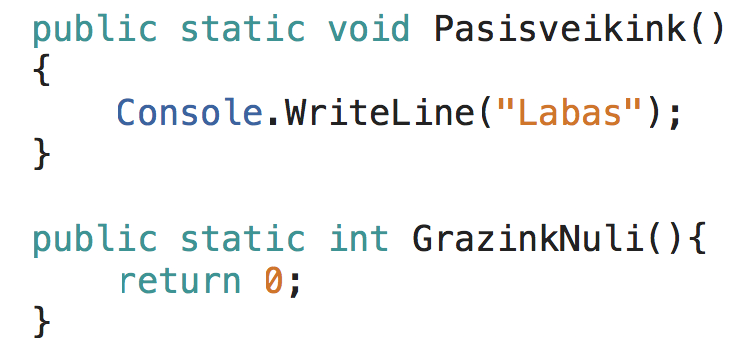 public static void Pasisveikink()
{
    Console.WriteLine("Labas");
}

public static int GrazinkNuli(){
    return 0;
}